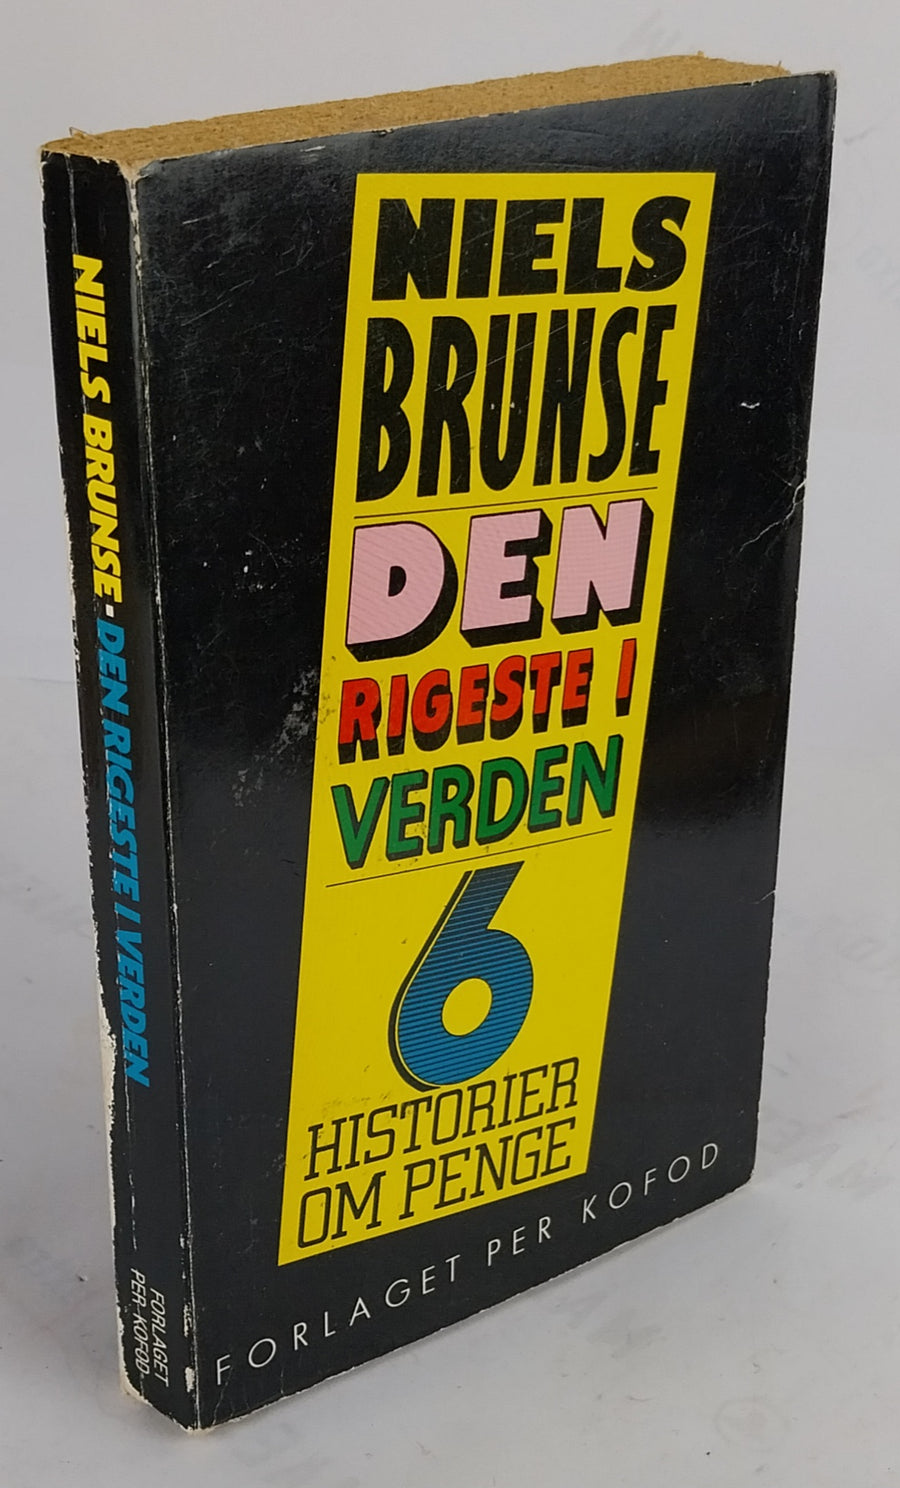 NIELS
BRUNSE
DEN
RIGESTE I
VERDEN
6
HISTORIER
OM PENGE
FORLAGET PER KOFOD
NIELS BRUNSE · DEN RIGESTE I VERDEN
FORLAGET
PER KOFOD